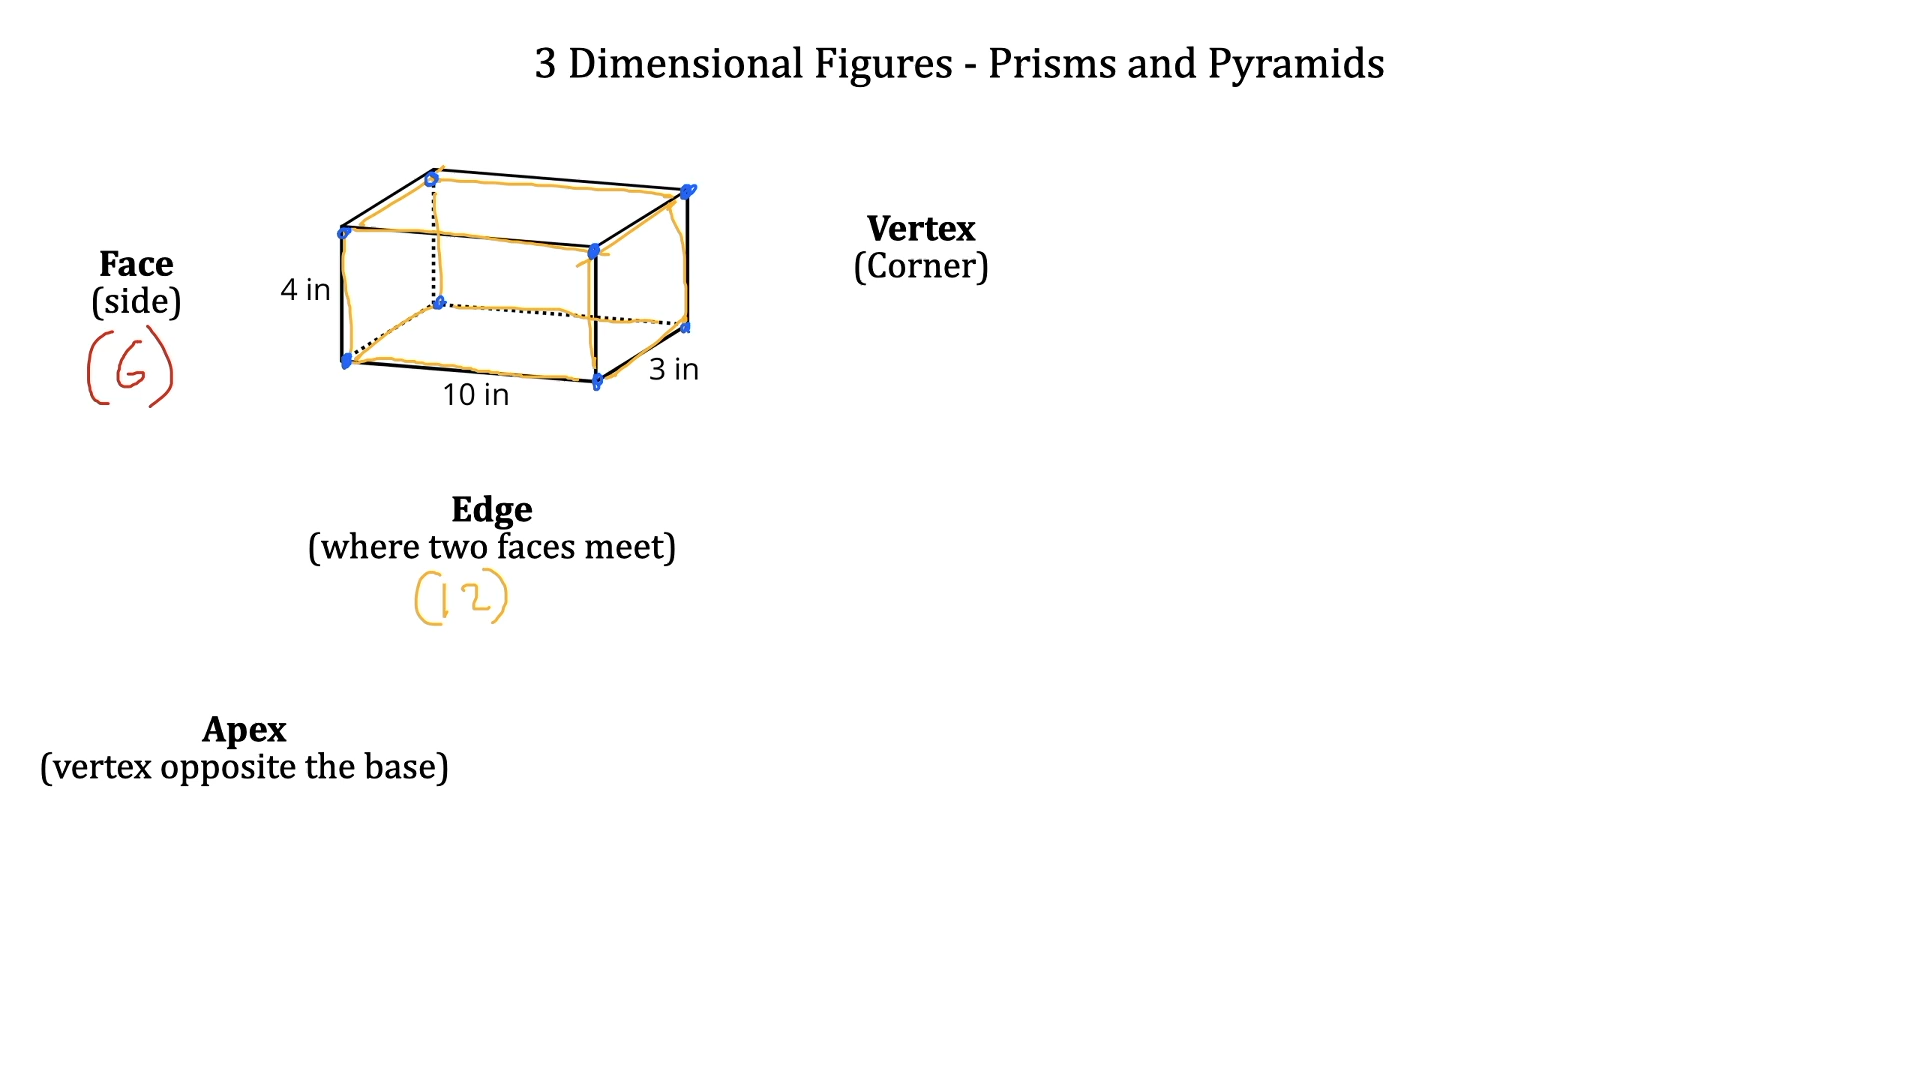 3 Dimensional Figures - Prisms and Pyramids
Vertex
(Corner)
Face
(side)
(6)
4 in
3 in
10 in
Edge
(where two faces meet)
(12)
Apex
(vertex opposite the base)